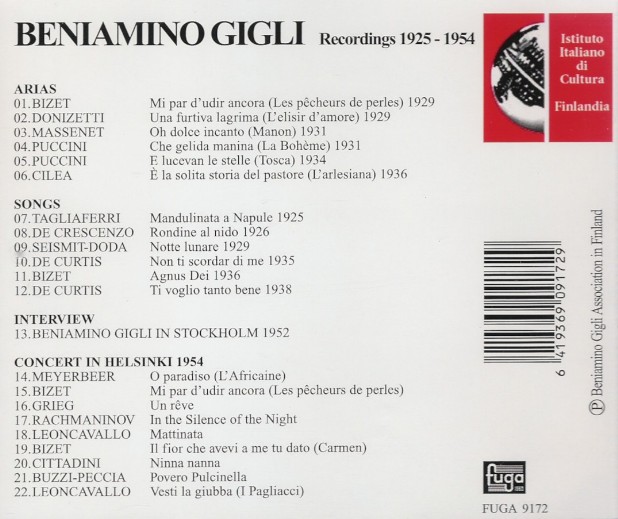 BENIAMINO GIGLI Recordings 1925 - 1954
Istituto
Italiano
di
Cultura
Finlandia
ARIAS
01.BIZET Mi par d'udir ancora (Les pêcheurs de perles) 1929
02.DONIZETTI Una furtiva lagrima (L'elisir d'amore) 1929
03.MASSENET Oh dolce incanto (Manon) 1931
04.PUCCINI Che gelida manina (La Bohème) 1931
05.PUCCINI E lucevan le stelle (Tosca) 1934
06.CILEA È la solita storia del pastore (L'arlesiana) 1936
SONGS
07.TAGLIAFERRI Mandulinata a Napule 1925
08.DE CRESCENZO Rondine al nido 1926
09.SEISMIT-DODA Notte lunare 1929
10.DE CURTIS Non ti scordar di me 1935
11.BIZET Agnus Dei 1936
12.DE CURTIS Ti voglio tanto bene 1938
INTERVIEW
13.BENIAMINO GIGLI IN STOCKHOLM 1952
CONCERT IN HELSINKI 1954
14.MEYERBEER O paradiso (L'Africaine)
15.BIZET Mi par d'udir ancora (Les pêcheurs de perles)
16.GRIEG Un rêve
17.RACHMANINOV In the Silence of the Night
18.LEONCAVALLO Mattinata
19.BIZET Il fior che avevi a me tu dato (Carmen)
20.CITTADINI Ninna nanna
21.BUZZI-PECCIA Povero Pulcinella
22.LEONCAVALLO Vesti la giubba (I Pagliacci)
6 419369 091729
Ⓟ Beniamino Gigli Association in Finland
fuga
FUGA 9172